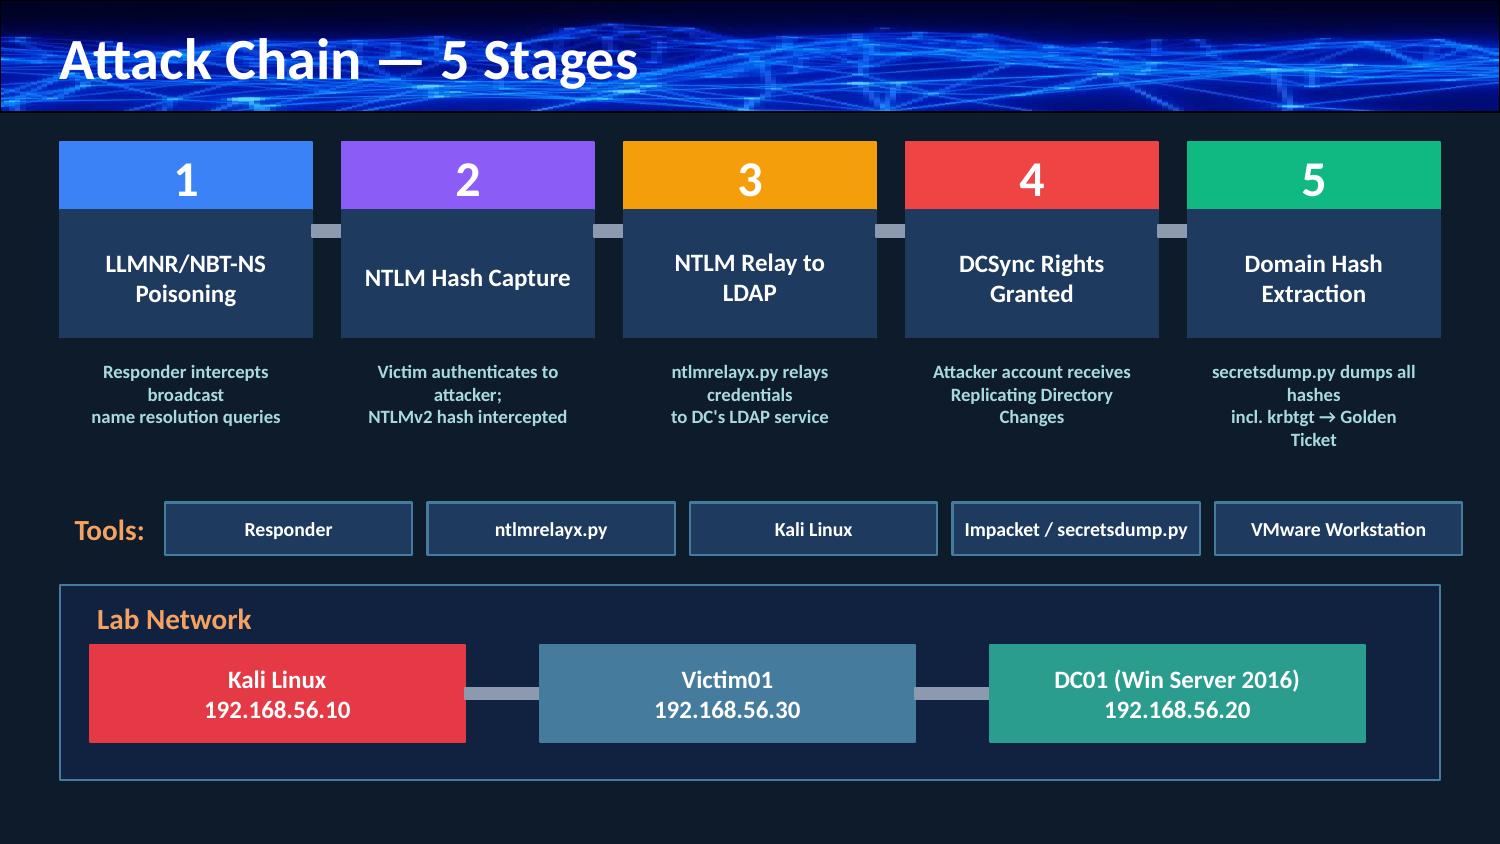 Attack Chain — 5 Stages
1
2
3
4
5
LLMNR/NBT-NS
Poisoning
NTLM Hash Capture
NTLM Relay to
LDAP
DCSync Rights
Granted
Domain Hash
Extraction
Responder intercepts
broadcast
name resolution queries
Victim authenticates to
attacker;
NTLMv2 hash intercepted
ntlmrelayx.py relays
credentials
to DC's LDAP service
Attacker account receives
Replicating Directory
Changes
secretsdump.py dumps all
hashes
incl. krbtgt → Golden
Ticket
Tools:
Responder
ntlmrelayx.py
Kali Linux
Impacket / secretsdump.py
VMware Workstation
Lab Network
Kali Linux
192.168.56.10
Victim01
192.168.56.30
DC01 (Win Server 2016)
192.168.56.20